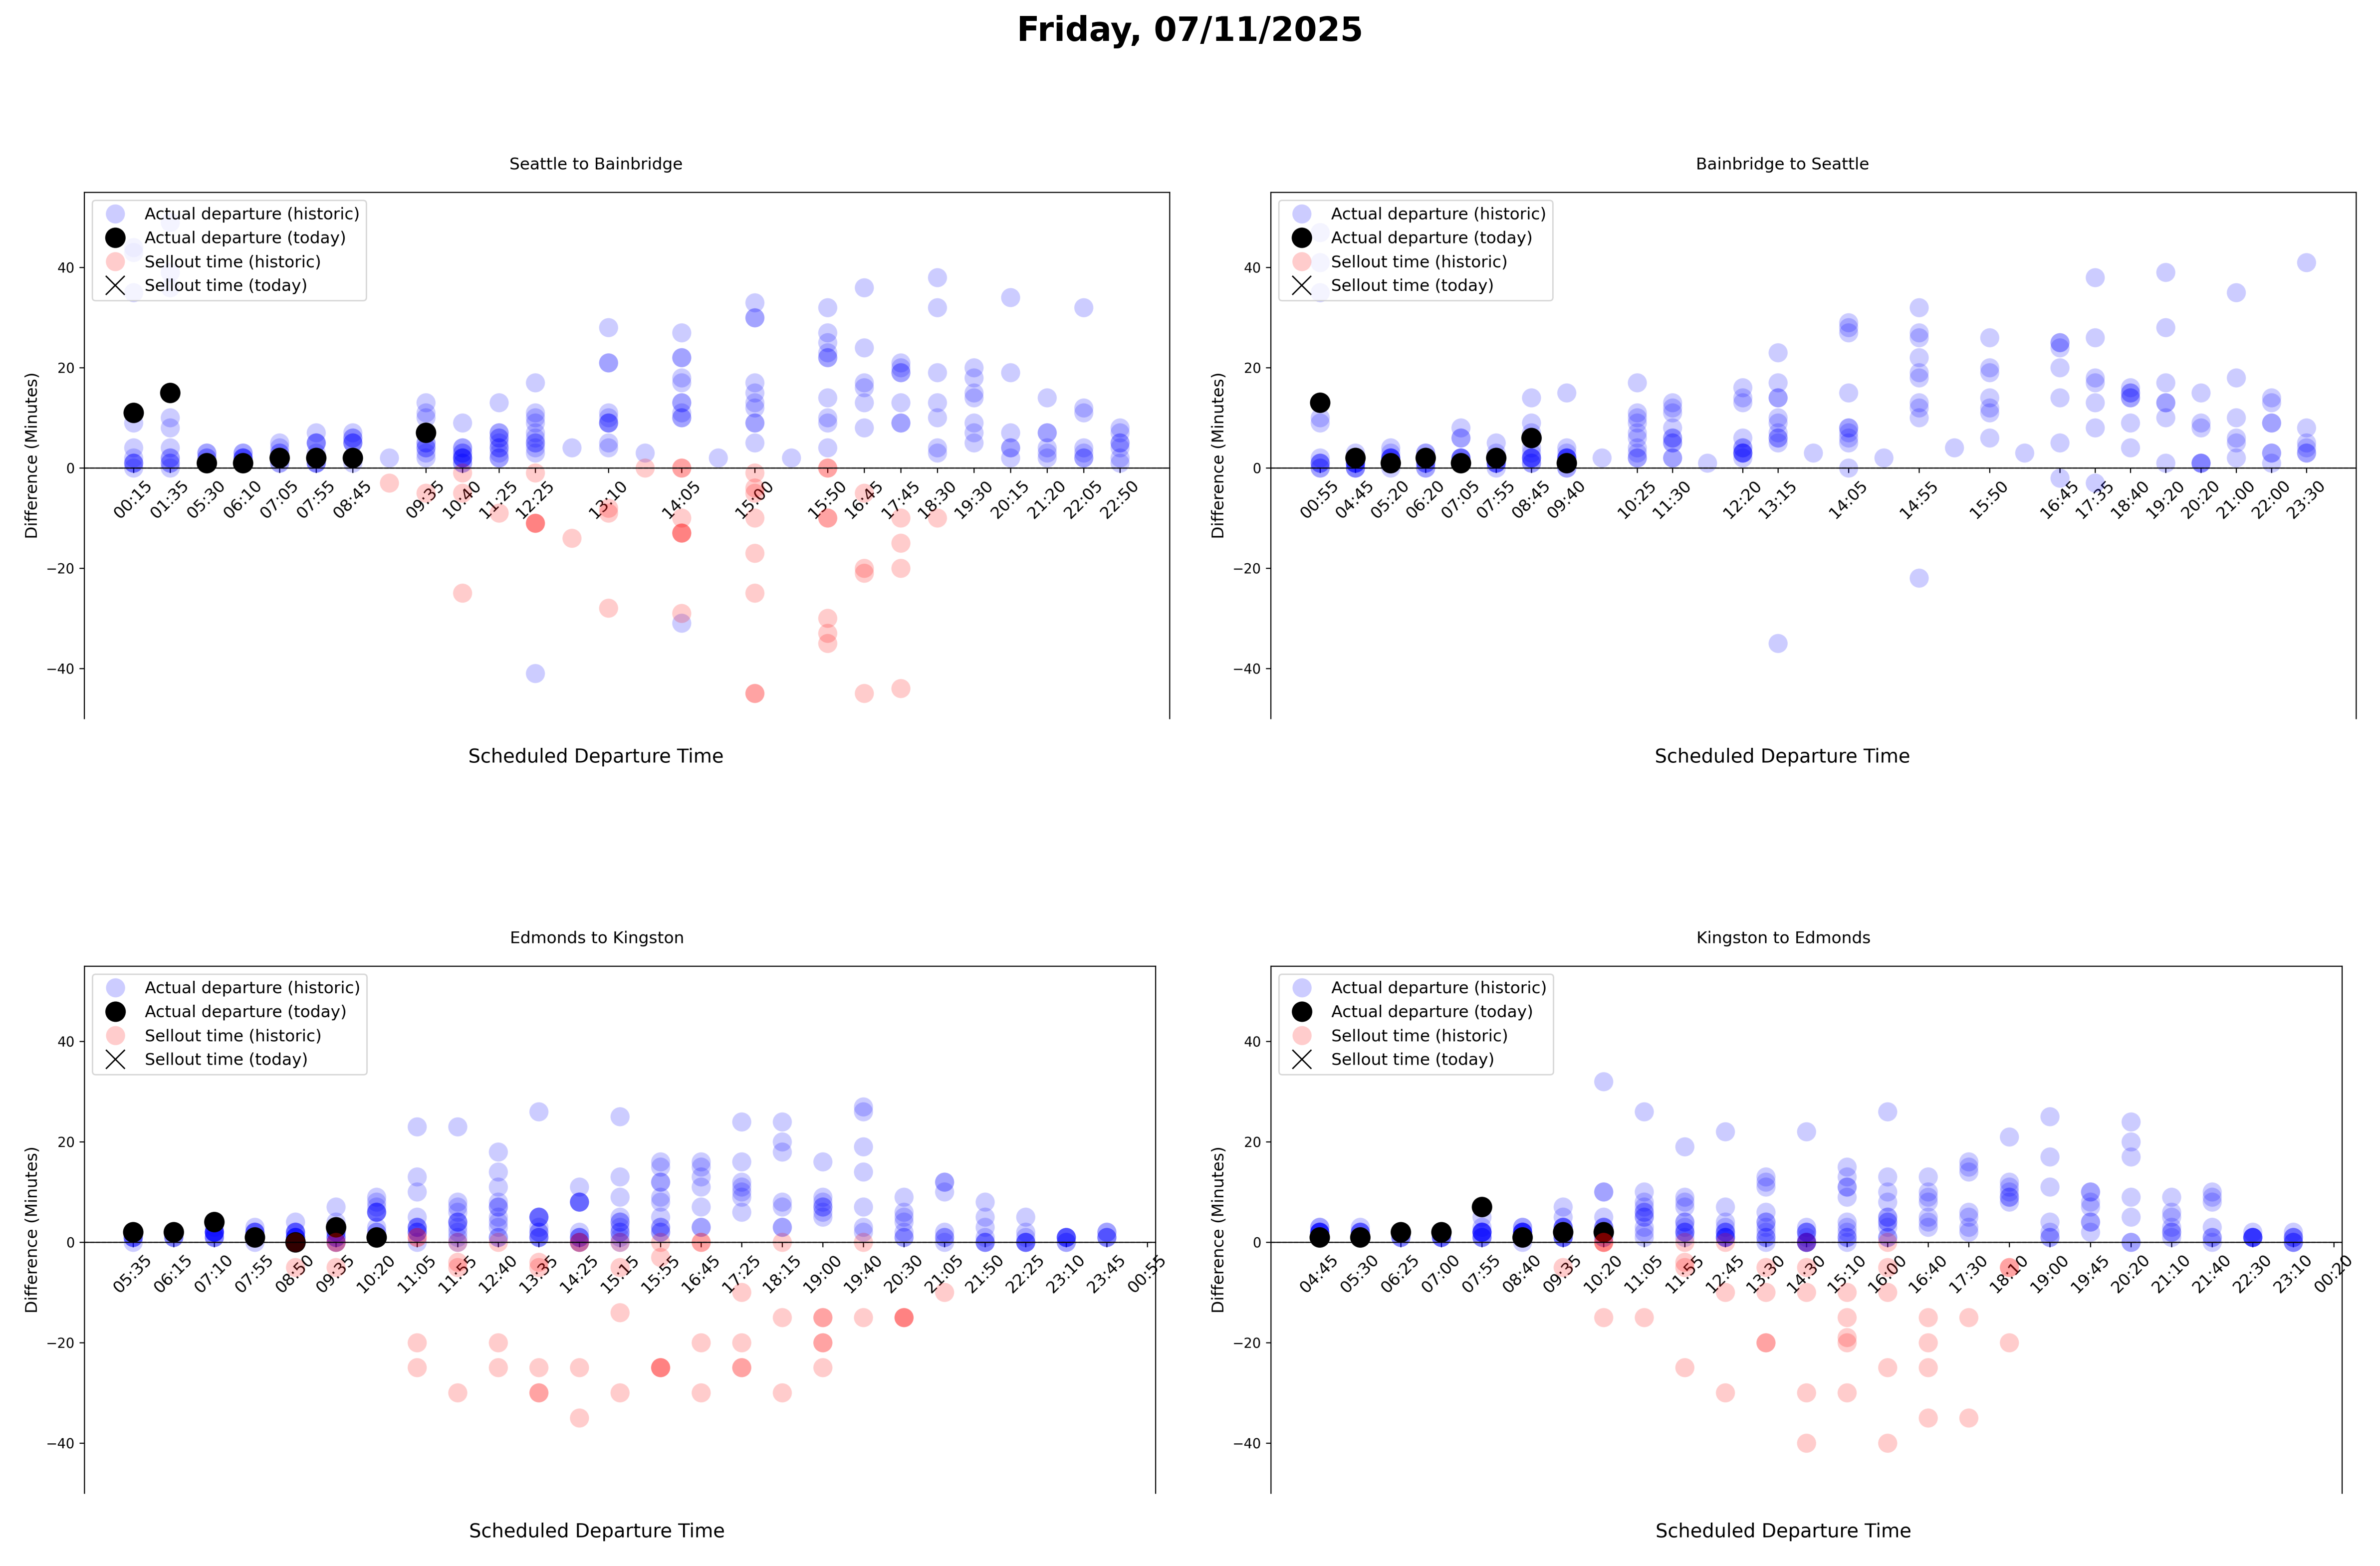 Friday, 07/11/2025
Seattle to Bainbridge
Actual departure (historic)
Actual departure (today)
Sellout time (historic)
Sellout time (today)
Difference (Minutes)
40
20
0
−20
−40
00:15 01:35 05:30 06:10 07:05 07:55 08:45 09:35 10:40 11:25 12:25 13:10 14:05 15:00 15:50 16:45 17:45 18:30 19:30 20:15 21:20 22:05 22:50
Scheduled Departure Time
Bainbridge to Seattle
Actual departure (historic)
Actual departure (today)
Sellout time (historic)
Sellout time (today)
Difference (Minutes)
40
20
0
−20
−40
00:55 04:45 05:20 06:20 07:05 07:55 08:45 09:40 10:25 11:30 12:20 13:15 14:05 14:55 15:50 16:45 17:35 18:40 19:20 20:20 21:00 22:00 23:30
Scheduled Departure Time
Edmonds to Kingston
Actual departure (historic)
Actual departure (today)
Sellout time (historic)
Sellout time (today)
Difference (Minutes)
40
20
0
−20
−40
05:35 06:15 07:10 07:55 08:50 09:35 10:20 11:05 11:55 12:40 13:35 14:25 15:15 15:55 16:45 17:25 18:15 19:00 19:40 20:30 21:05 21:50 22:25 23:10 23:45 00:55
Scheduled Departure Time
Kingston to Edmonds
Actual departure (historic)
Actual departure (today)
Sellout time (historic)
Sellout time (today)
Difference (Minutes)
40
20
0
−20
−40
04:45 05:30 06:25 07:00 07:55 08:40 09:35 10:20 11:05 11:55 12:45 13:30 14:30 15:10 16:00 16:40 17:30 18:10 19:00 19:45 20:20 21:10 21:40 22:30 23:10 00:20
Scheduled Departure Time